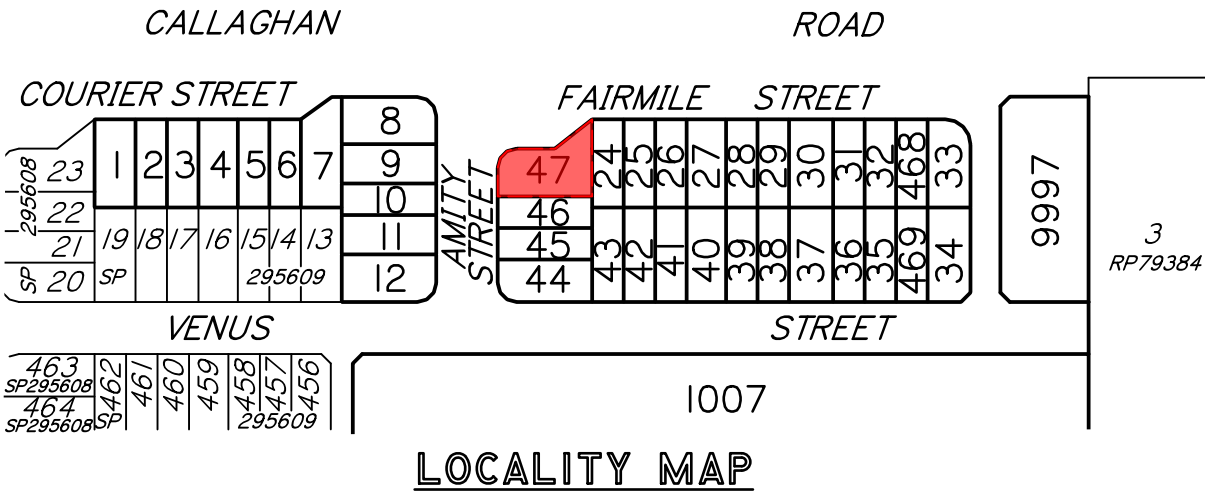 CALLAGHAN ROAD
COURIER STREET
FAIRMILE STREET
8
23 1 2 3 4 5 6 7 9
295608
22 10
21 19 18 17 16 15 14 13 11
SP 20 SP 295609 12
AMITY
STREET
47 24 25 26 27 28 29 30 31 32 468 33
46
45 43 42 41 40 39 38 37 36 35 469 34
44
9997
3
RP79384
VENUS STREET
463
SP295608
464
SP295608
462 461 460 459 458 457 456
SP 295609
1007
LOCALITY MAP